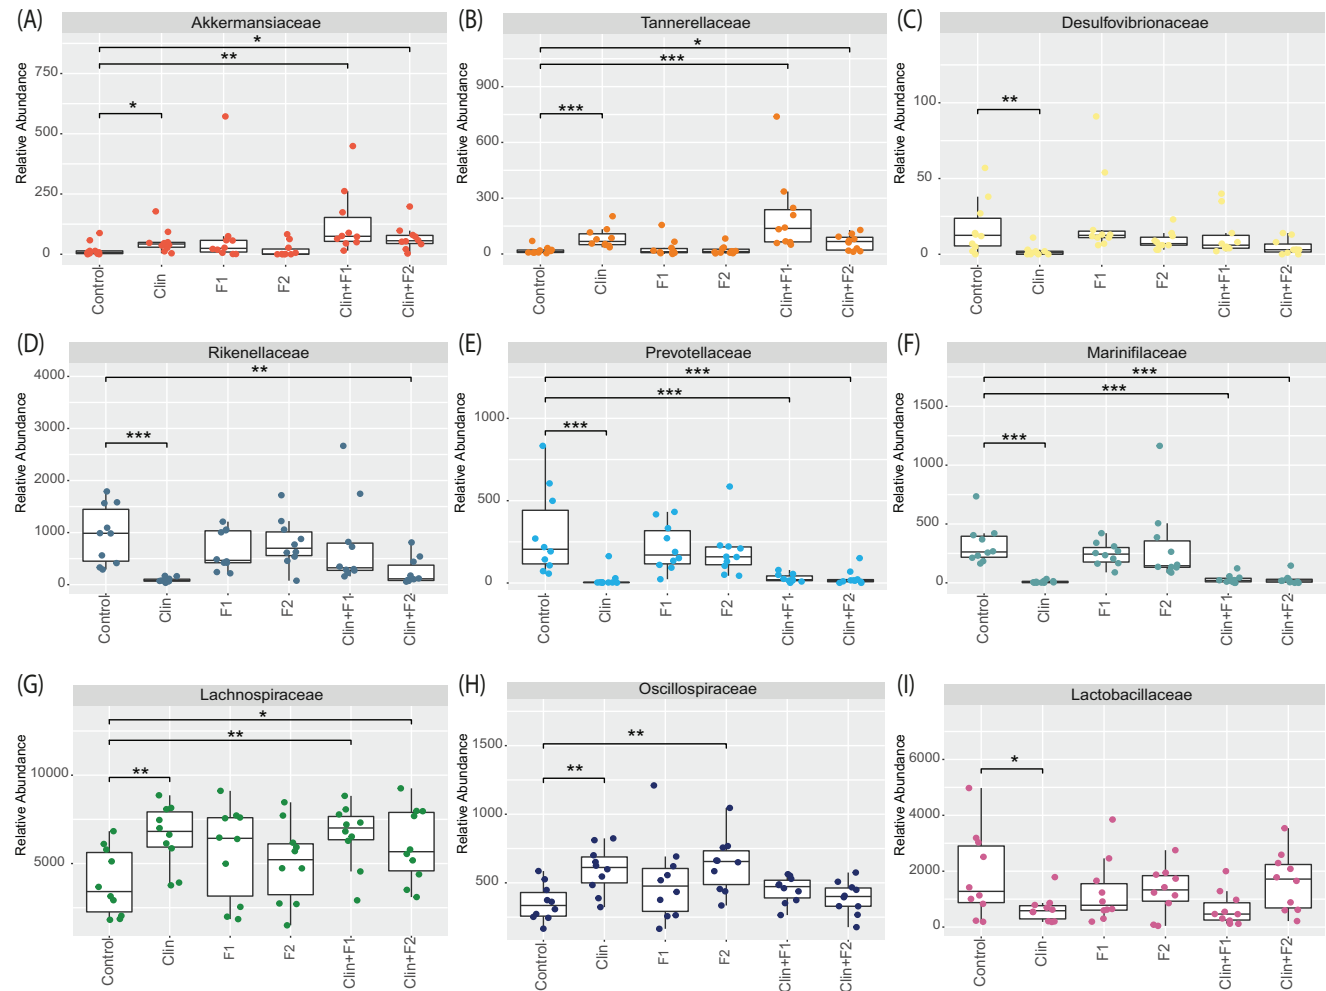 (A)
Akkermansiaceae
Relative Abundance
750
500
250
0
*
**
*
Control
Clin
F1
F2
Clin+F1
Clin+F2
(B)
Tannerellaceae
Relative Abundance
900
600
300
0
*
***
***
Control
Clin
F1
F2
Clin+F1
Clin+F2
(C)
Desulfovibrionaceae
Relative Abundance
100
50
0
**
Control
Clin
F1
F2
Clin+F1
Clin+F2
(D)
Rikenellaceae
Relative Abundance
4000
3000
2000
1000
0
**
***
Control
Clin
F1
F2
Clin+F1
Clin+F2
(E)
Prevotellaceae
Relative Abundance
1000
500
0
***
***
***
Control
Clin
F1
F2
Clin+F1
Clin+F2
(F)
Marinifilaceae
Relative Abundance
1500
1000
500
0
***
***
***
Control
Clin
F1
F2
Clin+F1
Clin+F2
(G)
Lachnospiraceae
Relative Abundance
10000
5000
0
*
**
**
Control
Clin
F1
F2
Clin+F1
Clin+F2
(H)
Oscillospiraceae
Relative Abundance
1500
1000
500
0
**
**
Control
Clin
F1
F2
Clin+F1
Clin+F2
(I)
Lactobacillaceae
Relative Abundance
6000
4000
2000
0
*
Control
Clin
F1
F2
Clin+F1
Clin+F2